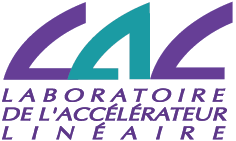 LAL
LABORATOIRE
DE L'ACCÉLÉRATEUR
LINÉAIRE